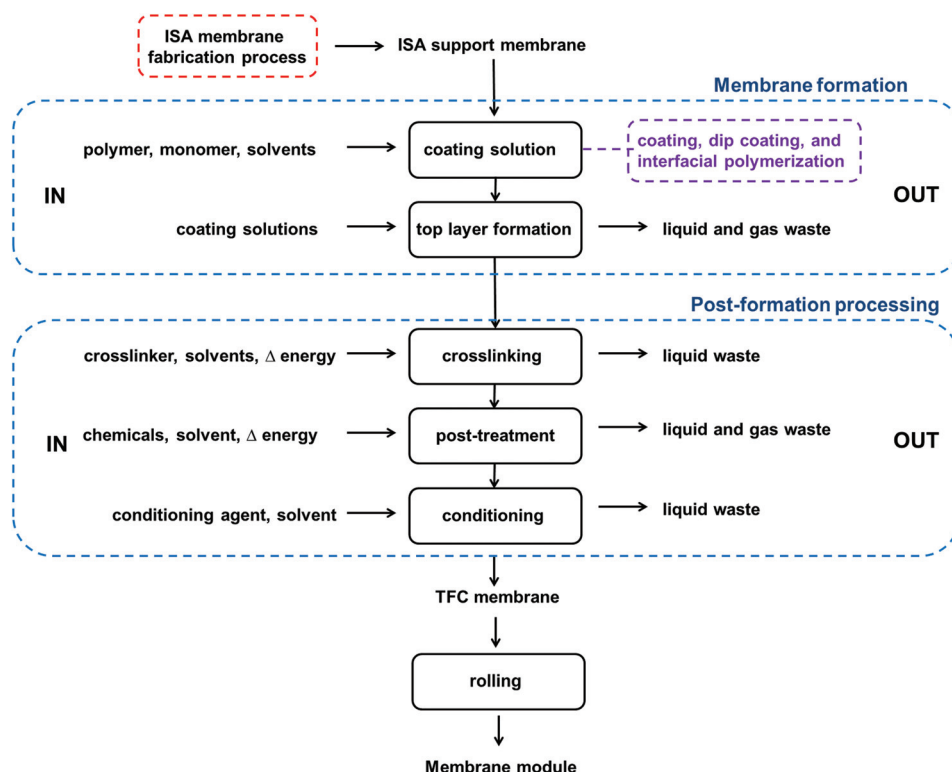 ISA membrane
fabrication process
ISA support membrane
Membrane formation
polymer, monomer, solvents
coating solution
coating, dip coating, and
interfacial polymerization
IN
OUT
coating solutions
top layer formation
liquid and gas waste
Post-formation processing
crosslinker, solvents, Δ energy
crosslinking
liquid waste
IN
chemicals, solvent, Δ energy
post-treatment
liquid and gas waste
OUT
conditioning agent, solvent
conditioning
liquid waste
TFC membrane
rolling
Membrane module